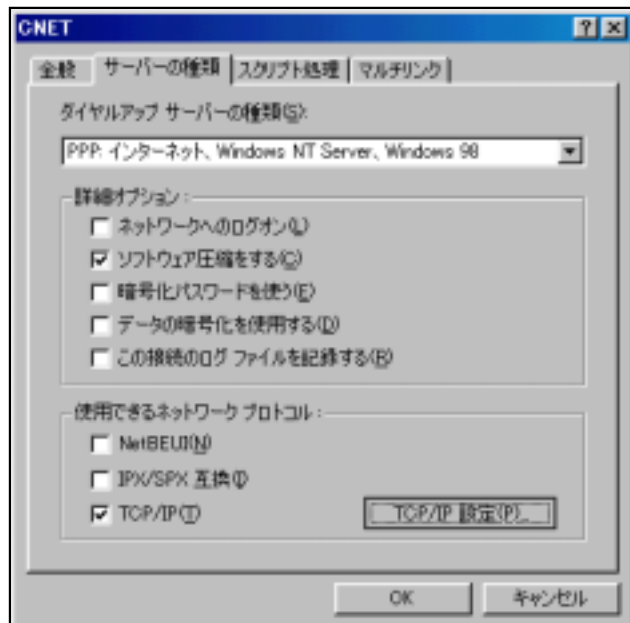 CNET
全般 サーバーの種類 スクリプト処理 マルチリンク
ダイヤルアップ サーバーの種類(S):
PPP: インターネット、Windows NT Server、Windows 98
詳細オプション:
ネットワークへのログオン(L)
ソフトウェア圧縮をする(C)
暗号化パスワードを使う(E)
データの暗号化を使用する(D)
この接続のログ ファイルを記録する(R)
使用できるネットワーク プロトコル:
NetBEUI(N)
IPX/SPX 互換(I)
TCP/IP(T) TCP/IP 設定(P)...
OK キャンセル